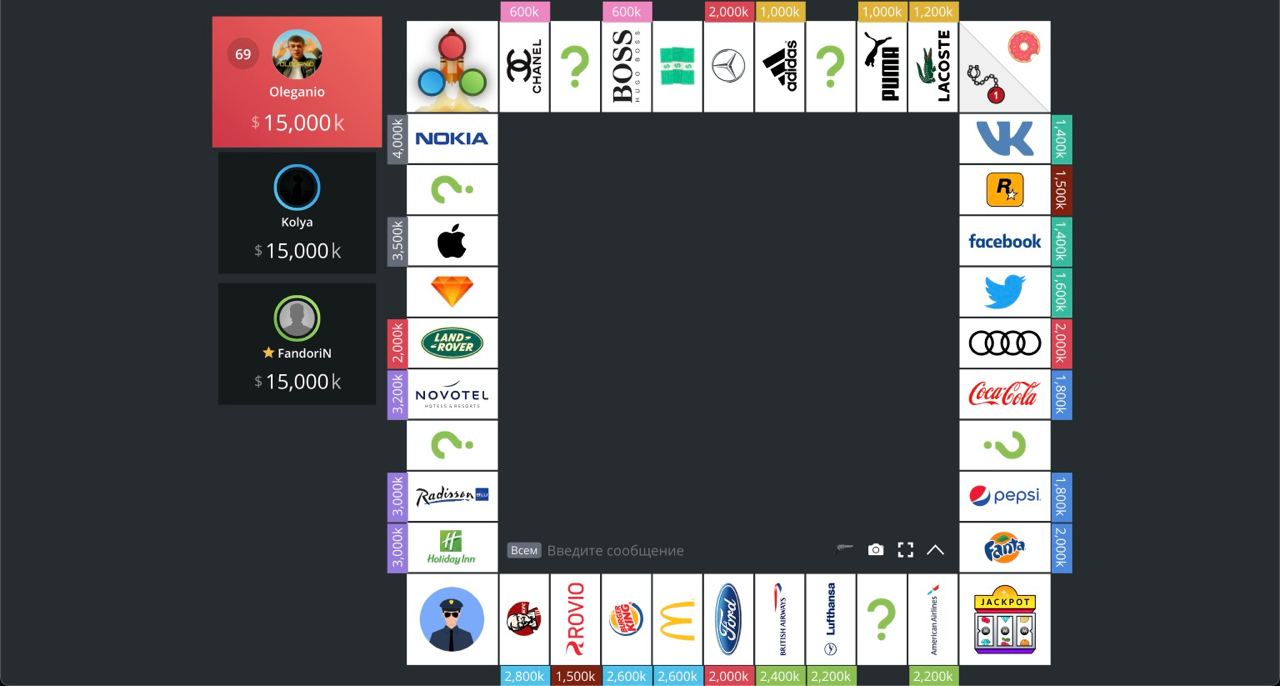 600k
600k
2,000k
1,000k
1,000k
1,200k
69
Oleganio
$ 15,000k
Kolya
$ 15,000k
FandoriN
$ 15,000k
CHANEL
?
BOSS
HUGO BOSS
adidas
?
PUMA
LACOSTE
1
4,000k
NOKIA
?
3,500k
2,000k
LAND-
ROVER
3,200k
NOVOTEL
HOTELS & RESORTS
?
3,000k
Radisson
BLU
3,000k
Holiday Inn
VK
1,400k
R
1,500k
facebook
1,400k
1,600k
2,000k
Coca-Cola
1,800k
?
pepsi
1,800k
Fanta
2,000k
Всем Введите сообщение
KFC
ROVIO
BURGER
KING
Ford
BRITISH AIRWAYS
Lufthansa
?
American Airlines
JACKPOT
2,800k
1,500k
2,600k
2,600k
2,000k
2,400k
2,200k
2,200k